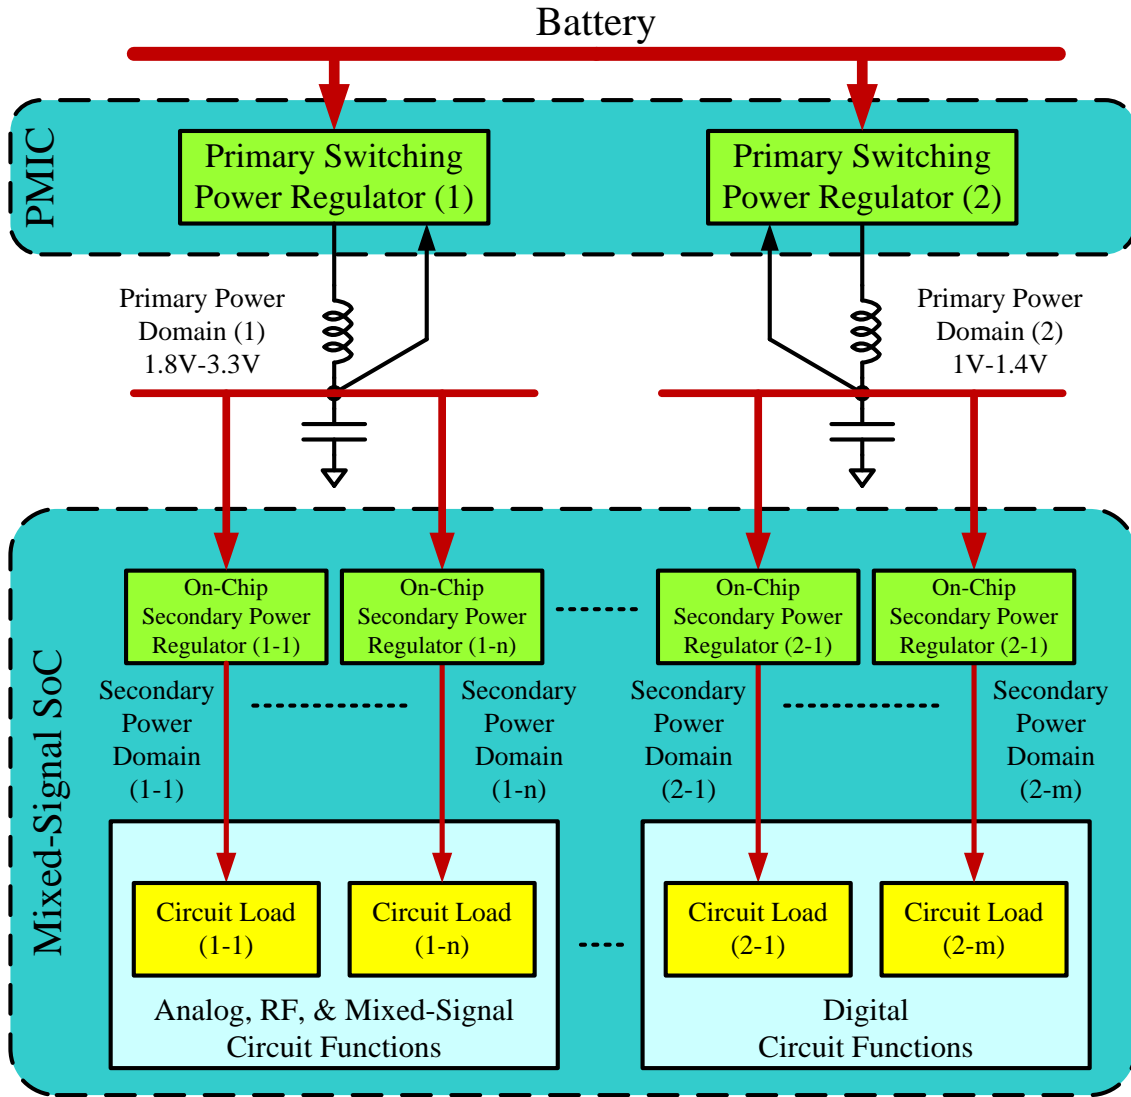 Battery
PMIC
Primary Switching
Power Regulator (1)
Primary Switching
Power Regulator (2)
Primary Power
Domain (1)
1.8V-3.3V
Primary Power
Domain (2)
1V-1.4V
Mixed-Signal SoC
On-Chip
Secondary Power
Regulator (1-1)
On-Chip
Secondary Power
Regulator (1-n)
On-Chip
Secondary Power
Regulator (2-1)
On-Chip
Secondary Power
Regulator (2-1)
Secondary
Power
Domain
(1-1)
Secondary
Power
Domain
(1-n)
Secondary
Power
Domain
(2-1)
Secondary
Power
Domain
(2-m)
Circuit Load
(1-1)
Circuit Load
(1-n)
Circuit Load
(2-1)
Circuit Load
(2-m)
Analog, RF, & Mixed-Signal
Circuit Functions
Digital
Circuit Functions